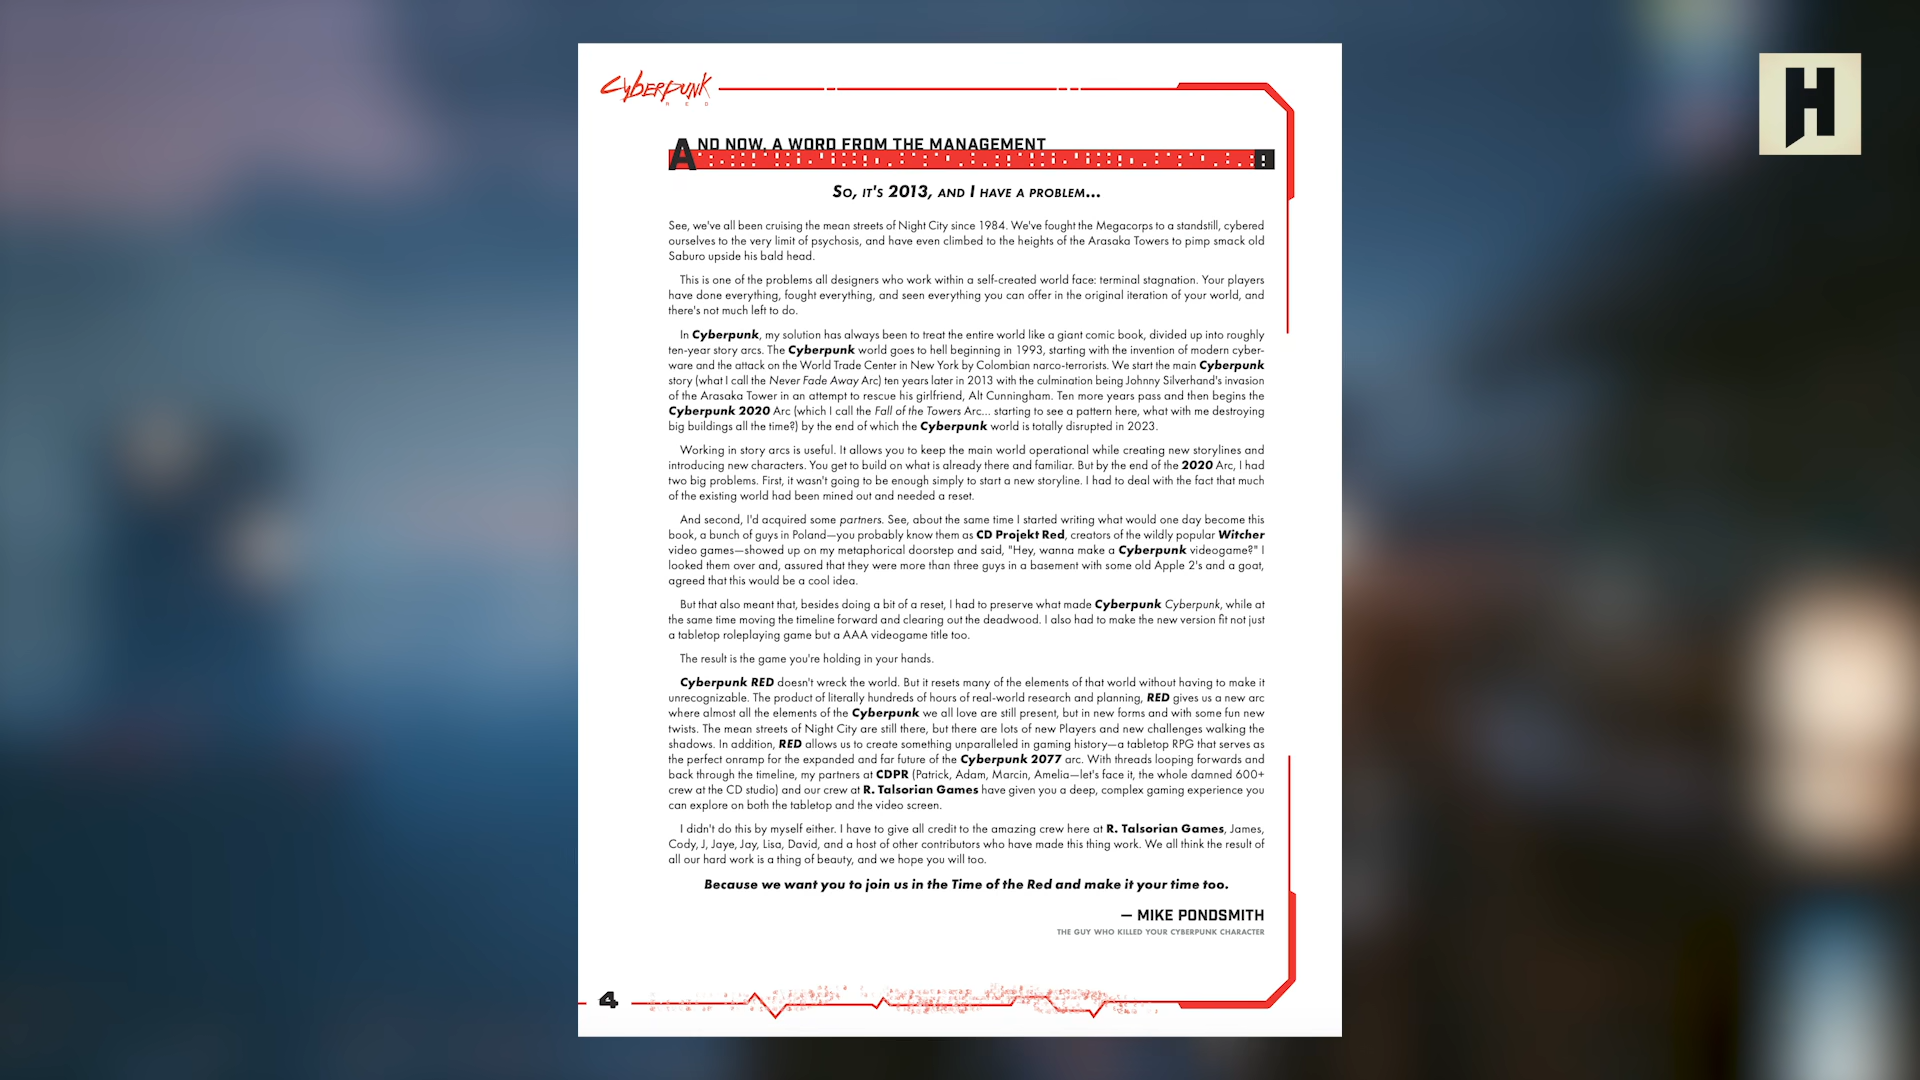 H
Cyberpunk
RED
AND NOW, A WORD FROM THE MANAGEMENT
SO, IT'S 2013, AND I HAVE A PROBLEM...
See, we've all been cruising the mean streets of Night City since 1984. We've fought the Megacorps to a standstill, cybered
ourselves to the very limit of psychosis, and have even climbed to the heights of the Arasaka Towers to pimp smack old
Saburo upside his bald head.
This is one of the problems all designers who work within a self-created world face: terminal stagnation. Your players
have done everything, fought everything, and seen everything you can offer in the original iteration of your world, and
there's not much left to do.
In Cyberpunk, my solution has always been to treat the entire world like a giant comic book, divided up into roughly
ten-year story arcs. The Cyberpunk world goes to hell beginning in 1993, starting with the invention of modern cyber-
ware and the attack on the World Trade Center in New York by Colombian narco-terrorists. We start the main Cyberpunk
story (what I call the Never Fade Away Arc) ten years later in 2013 with the culmination being Johnny Silverhand's invasion
of the Arasaka Tower in an attempt to rescue his girlfriend, Alt Cunningham. Ten more years pass and then begins the
Cyberpunk 2020 Arc (which I call the Fall of the Towers Arc... starting to see a pattern here, what with me destroying
big buildings all the time?) by the end of which the Cyberpunk world is totally disrupted in 2023.
Working in story arcs is useful. It allows you to keep the main world operational while creating new storylines and
introducing new characters. You get to build on what is already there and familiar. But by the end of the 2020 Arc, I had
two big problems. First, it wasn't going to be enough simply to start a new storyline. I had to deal with the fact that much
of the existing world had been mined out and needed a reset.
And second, I'd acquired some partners. See, about the same time I started writing what would one day become this
book, a bunch of guys in Poland—you probably know them as CD Projekt Red, creators of the wildly popular Witcher
video games—showed up on my metaphorical doorstep and said, "Hey, wanna make a Cyberpunk videogame?" I
looked them over and, assured that they were more than three guys in a basement with some old Apple 2's and a goat,
agreed that this would be a cool idea.
But that also meant that, besides doing a bit of a reset, I had to preserve what made Cyberpunk Cyberpunk, while at
the same time moving the timeline forward and clearing out the deadwood. I also had to make the new version fit not just
a tabletop roleplaying game but a AAA videogame title too.
The result is the game you're holding in your hands.
Cyberpunk RED doesn't wreck the world. But it resets many of the elements of that world without having to make it
unrecognizable. The product of literally hundreds of hours of real-world research and planning, RED gives us a new arc
where almost all the elements of the Cyberpunk we all love are still present, but in new forms and with some fun new
twists. The mean streets of Night City are still there, but there are lots of new Players and new challenges walking the
shadows. In addition, RED allows us to create something unparalleled in gaming history—a tabletop RPG that serves as
the perfect onramp for the expanded and far future of the Cyberpunk 2077 arc. With threads looping forwards and
back through the timeline, my partners at CDPR (Patrick, Adam, Marcin, Amelia—let's face it, the whole damned 600+
crew at the CD studio) and our crew at R. Talsorian Games have given you a deep, complex gaming experience you
can explore on both the tabletop and the video screen.
I didn't do this by myself either. I have to give all credit to the amazing crew here at R. Talsorian Games, James,
Cody, J, Jaye, Jay, Lisa, David, and a host of other contributors who have made this thing work. We all think the result of
all our hard work is a thing of beauty, and we hope you will too.
Because we want you to join us in the Time of the Red and make it your time too.
— MIKE PONDSMITH
THE GUY WHO KILLED YOUR CYBERPUNK CHARACTER
4